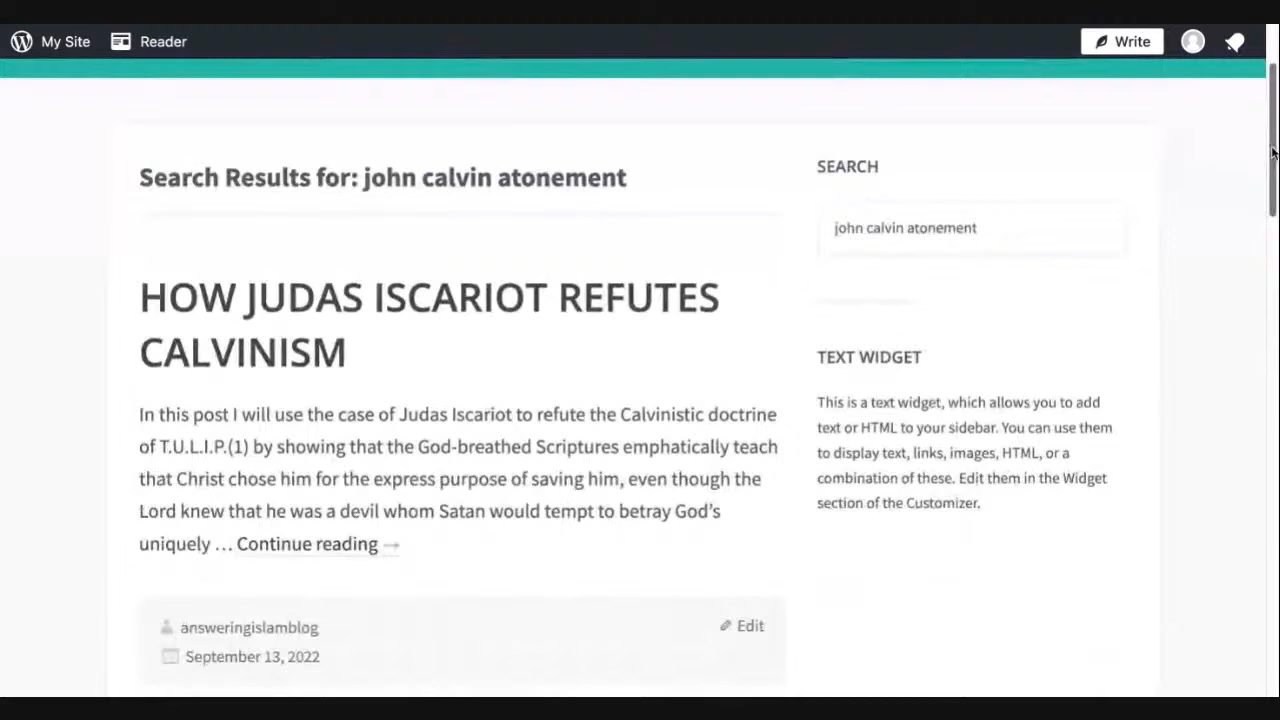 My Site
Reader
Write
Search Results for: john calvin atonement
HOW JUDAS ISCARIOT REFUTES
CALVINISM
In this post I will use the case of Judas Iscariot to refute the Calvinistic doctrine
of T.U.L.I.P.(1) by showing that the God-breathed Scriptures emphatically teach
that Christ chose him for the express purpose of saving him, even though the
Lord knew that he was a devil whom Satan would tempt to betray God’s
uniquely … Continue reading →
answeringislamblog
Edit
September 13, 2022
SEARCH
john calvin atonement
TEXT WIDGET
This is a text widget, which allows you to add
text or HTML to your sidebar. You can use them
to display text, links, images, HTML, or a
combination of these. Edit them in the Widget
section of the Customizer.